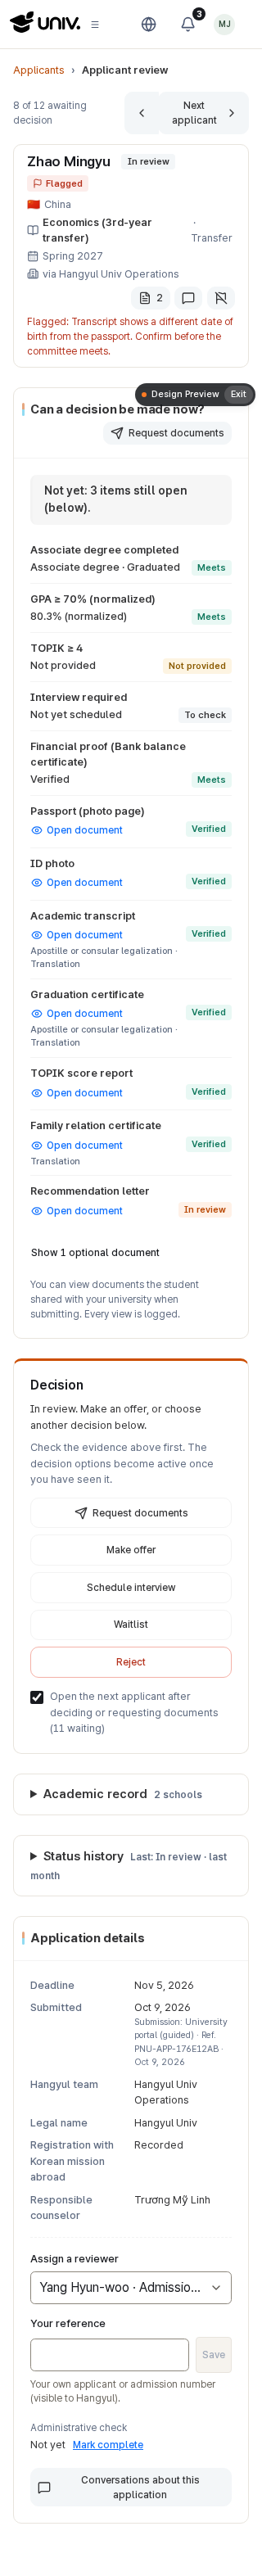 univ.
3
MJ
Applicants › Applicant review
8 of 12 awaiting
decision
Next
applicant
Zhao Mingyu In review
Flagged
🇨🇳 China
Economics (3rd-year
transfer)
· Transfer
Spring 2027
via Hangyul Univ Operations
2
Flagged: Transcript shows a different date of
birth from the passport. Confirm before the
committee meets.
Design Preview Exit
Can a decision be made now?
Request documents
Not yet: 3 items still open
(below).
Associate degree completed
Associate degree · Graduated Meets
GPA ≥ 70% (normalized)
80.3% (normalized) Meets
TOPIK ≥ 4
Not provided Not provided
Interview required
Not yet scheduled To check
Financial proof (Bank balance
certificate)
Verified Meets
Passport (photo page)
Open document Verified
ID photo
Open document Verified
Academic transcript
Open document Verified
Apostille or consular legalization ·
Translation
Graduation certificate
Open document Verified
Apostille or consular legalization ·
Translation
TOPIK score report
Open document Verified
Family relation certificate
Open document Verified
Translation
Recommendation letter
Open document In review
Show 1 optional document
You can view documents the student
shared with your university when
submitting. Every view is logged.
Decision
In review. Make an offer, or choose
another decision below.
Check the evidence above first. The
decision options become active once
you have seen it.
Request documents
Make offer
Schedule interview
Waitlist
Reject
Open the next applicant after
deciding or requesting documents
(11 waiting)
Academic record 2 schools
Status history Last: In review · last
month
Application details
Deadline Nov 5, 2026
Submitted Oct 9, 2026
Submission: University
portal (guided) · Ref.
PNU-APP-176E12AB ·
Oct 9, 2026
Hangyul team Hangyul Univ
Operations
Legal name Hangyul Univ
Registration with
Korean mission
abroad
Recorded
Responsible
counselor
Trương Mỹ Linh
Assign a reviewer
Yang Hyun-woo · Admissio...
Your reference
Save
Your own applicant or admission number
(visible to Hangyul).
Administrative check
Not yet Mark complete
Conversations about this
application